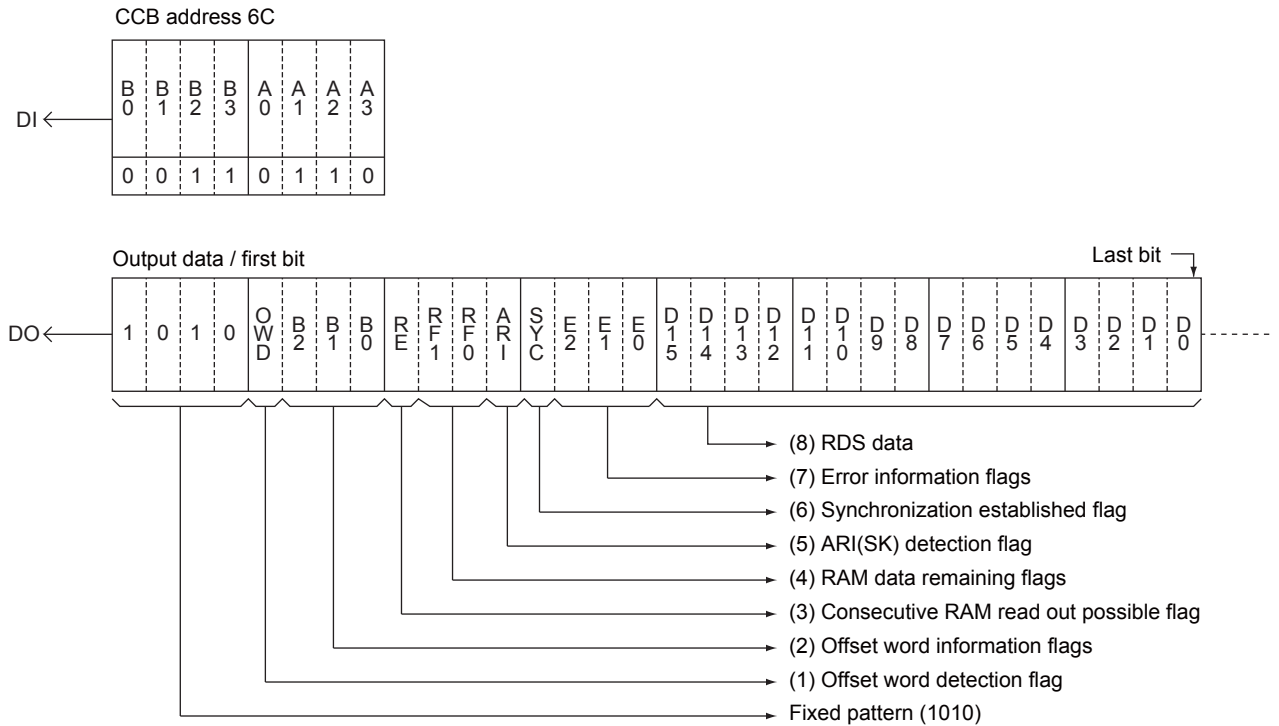 CCB address 6C
B0 B1 B2 B3 A0 A1 A2 A3
DI
0 0 1 1 0 1 1 0
Output data / first bit
Last bit
DO
1 0 1 0 OWD B2 B1 B0 RE RF1 RF0 ARI SYC E2 E1 E0 D15 D14 D13 D12 D11 D10 D9 D8 D7 D6 D5 D4 D3 D2 D1 D0
(8) RDS data
(7) Error information flags
(6) Synchronization established flag
(5) ARI(SK) detection flag
(4) RAM data remaining flags
(3) Consecutive RAM read out possible flag
(2) Offset word information flags
(1) Offset word detection flag
Fixed pattern (1010)